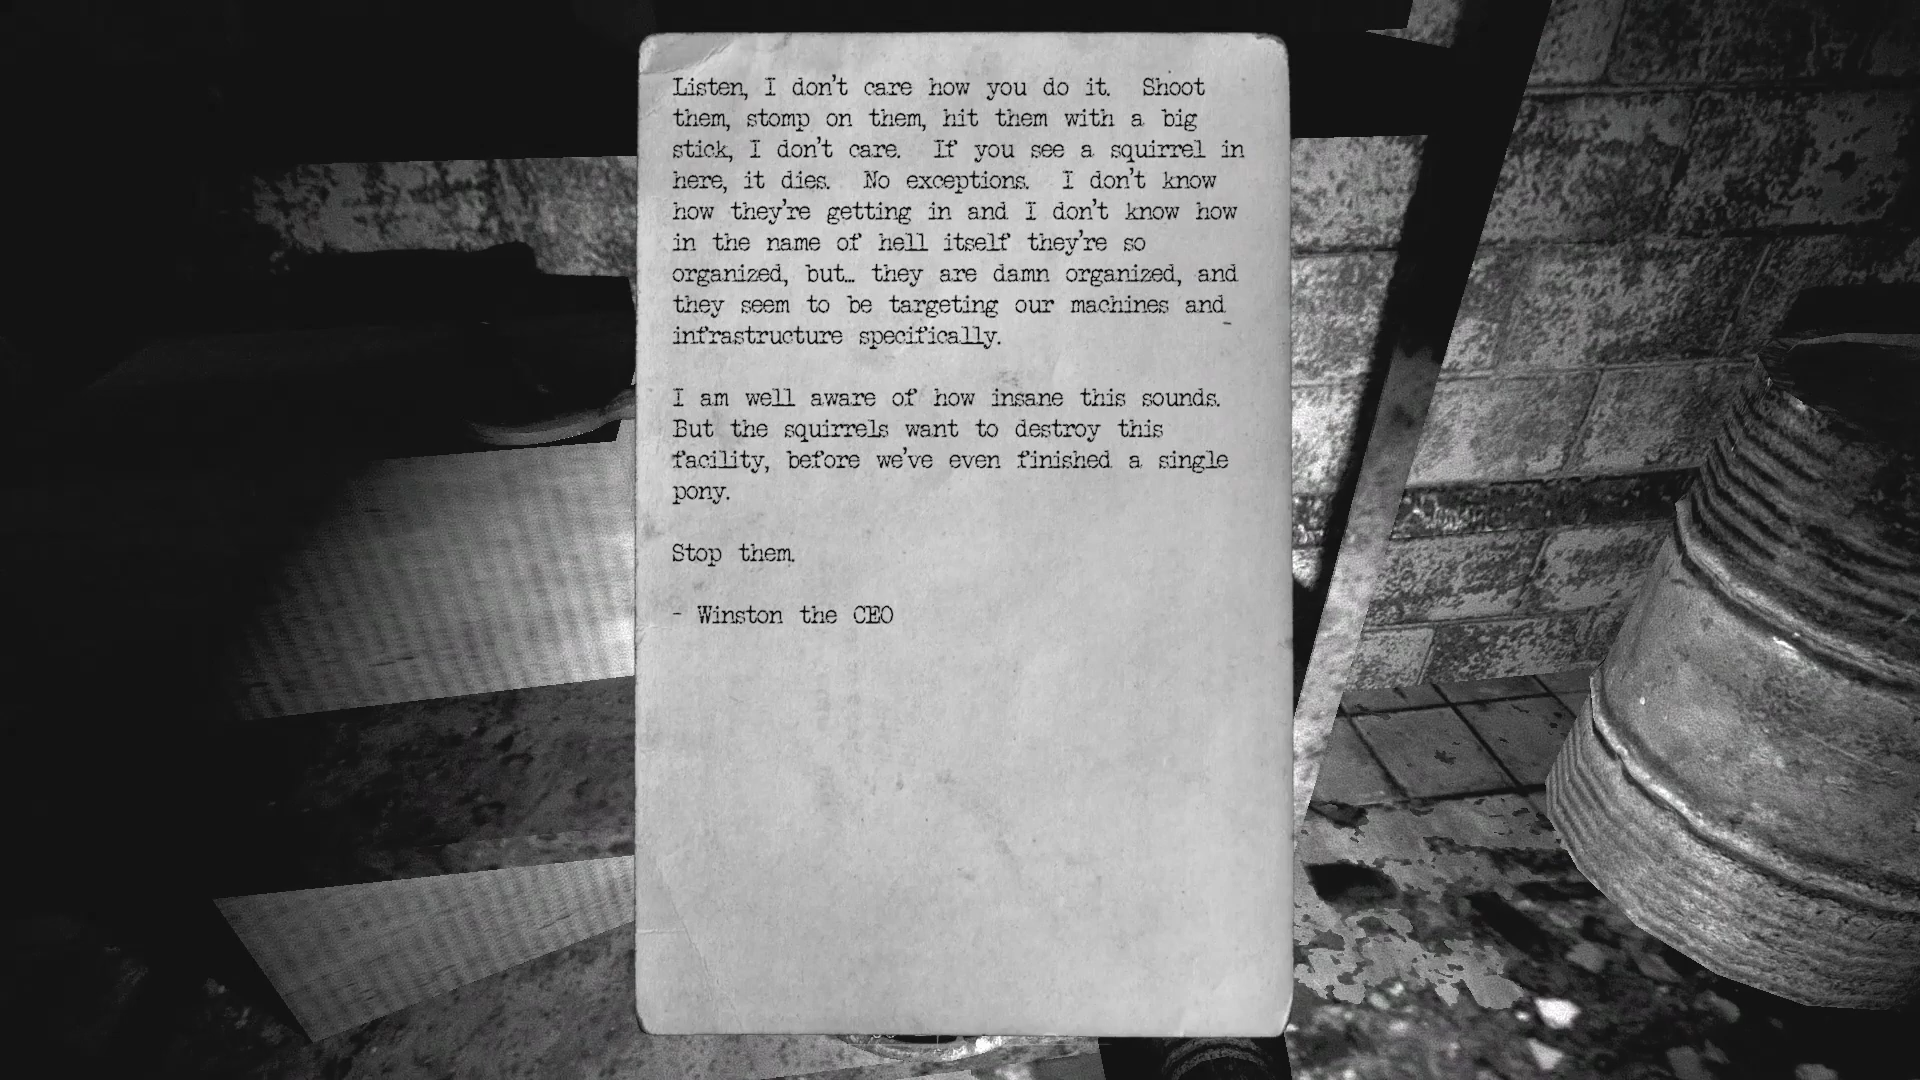 Listen, I don't care how you do it.  Shoot
them, stomp on them, hit them with a big
stick, I don't care.  If you see a squirrel in
here, it dies.  No exceptions.  I don't know
how they're getting in and I don't know how
in the name of hell itself they're so
organized, but... they are damn organized, and
they seem to be targeting our machines and
infrastructure specifically.
I am well aware of how insane this sounds.
But the squirrels want to destroy this
facility, before we've even finished a single
pony.
Stop them.
- Winston the CEO